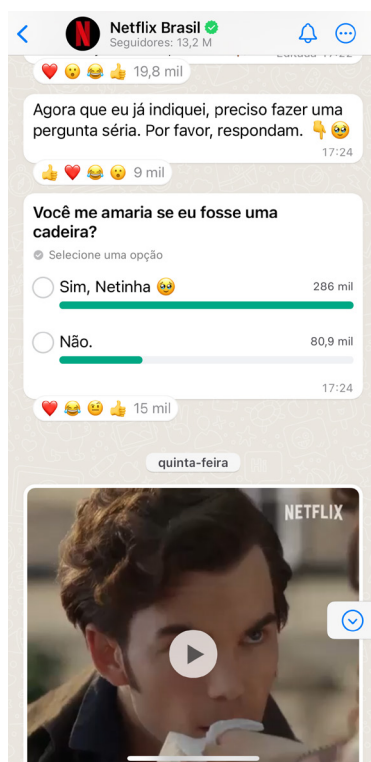 Netflix Brasil
Seguidores: 13,2 M
❤️😮😂👍 19,8 mil
Agora que eu já indiquei, preciso fazer uma
pergunta séria. Por favor, respondam. 👇🥹
17:24
👍❤️😂😮 9 mil
Você me amaria se eu fosse uma
cadeira?
Selecione uma opção
Sim, Netinha 🥹 286 mil
Não. 80,9 mil
17:24
❤️😂🤨👍 15 mil
quinta-feira
NETFLIX